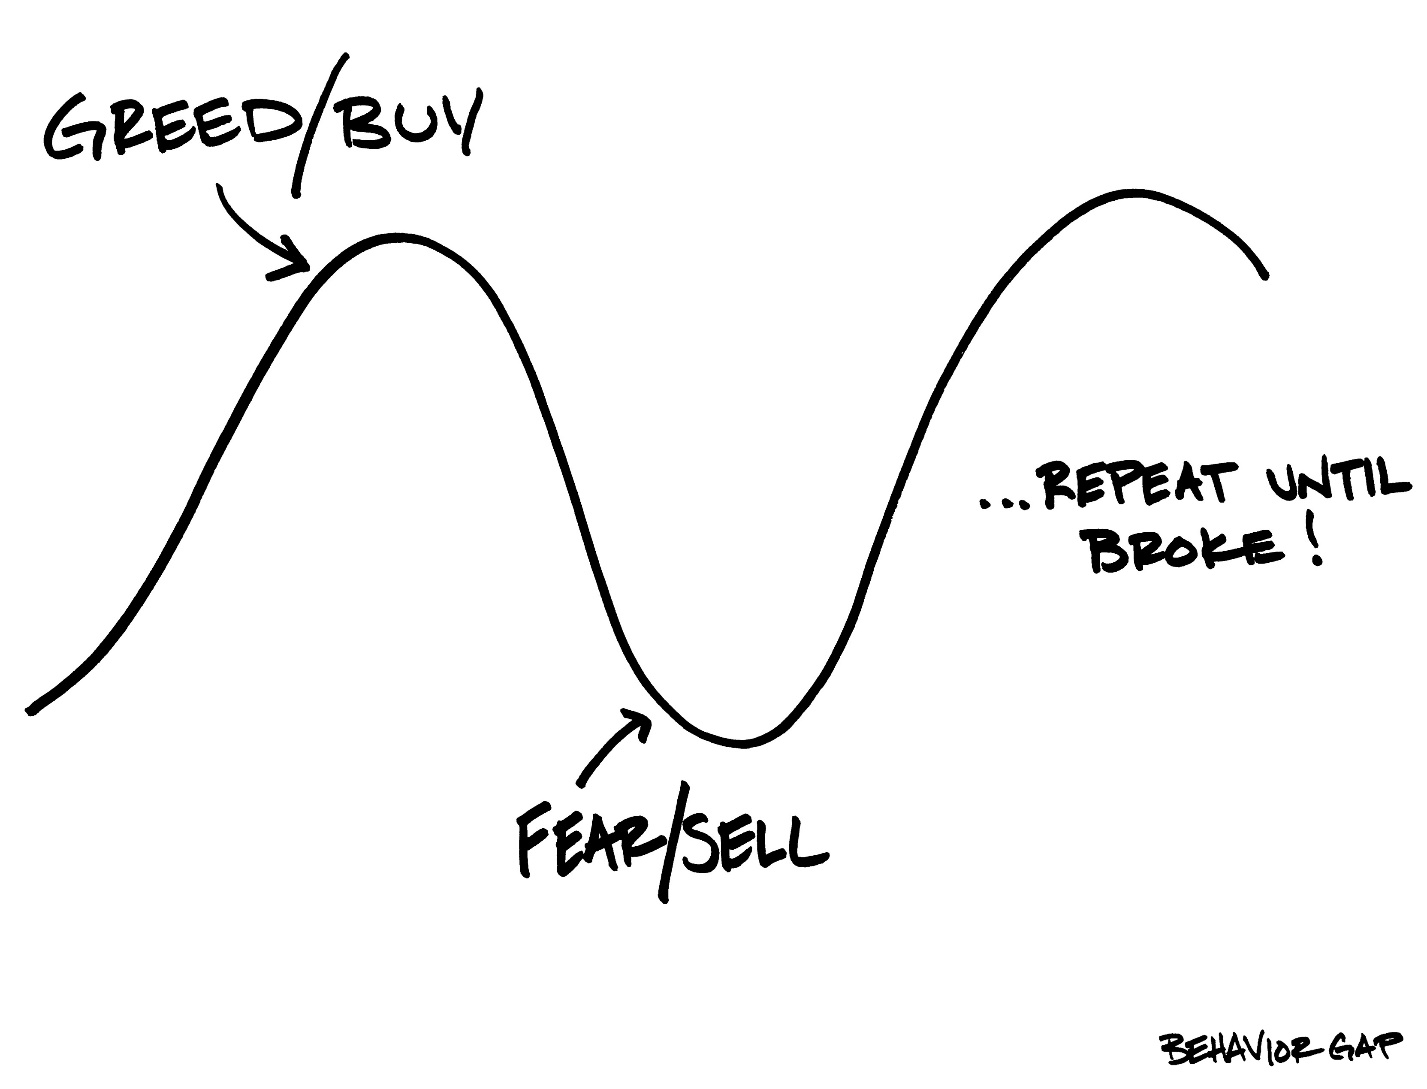 GREED/BUY
...REPEAT UNTIL
BROKE!
FEAR/SELL
BEHAVIOR GAP